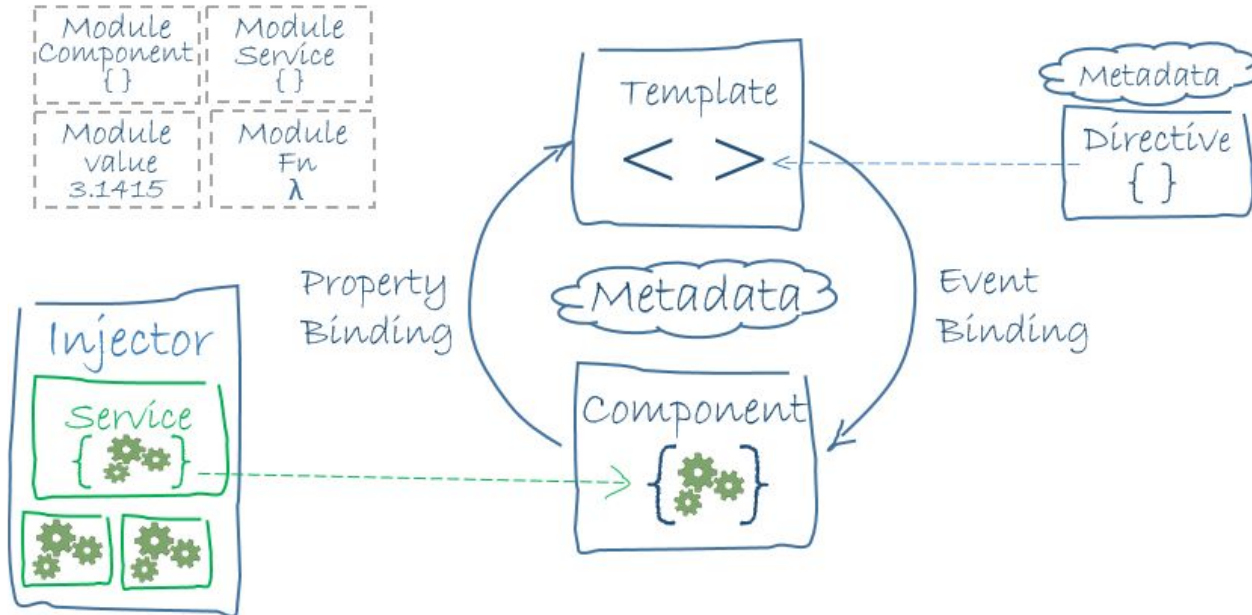 Module
Component
{ }
Module
Service
{ }
Module
value
3.1415
Module
Fn
λ
Template
< >
Metadata
Directive
{ }
Property
Binding
Metadata
Event
Binding
Injector
Service
{ }
Component
{ }